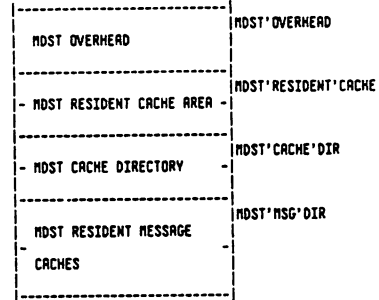 MDST'OVERHEAD
MDST OVERHEAD
MDST'RESIDENT'CACHE
MDST RESIDENT CACHE AREA
MDST'CACHE'DIR
MDST CACHE DIRECTORY
MDST'MSG'DIR
MDST RESIDENT MESSAGE
CACHES